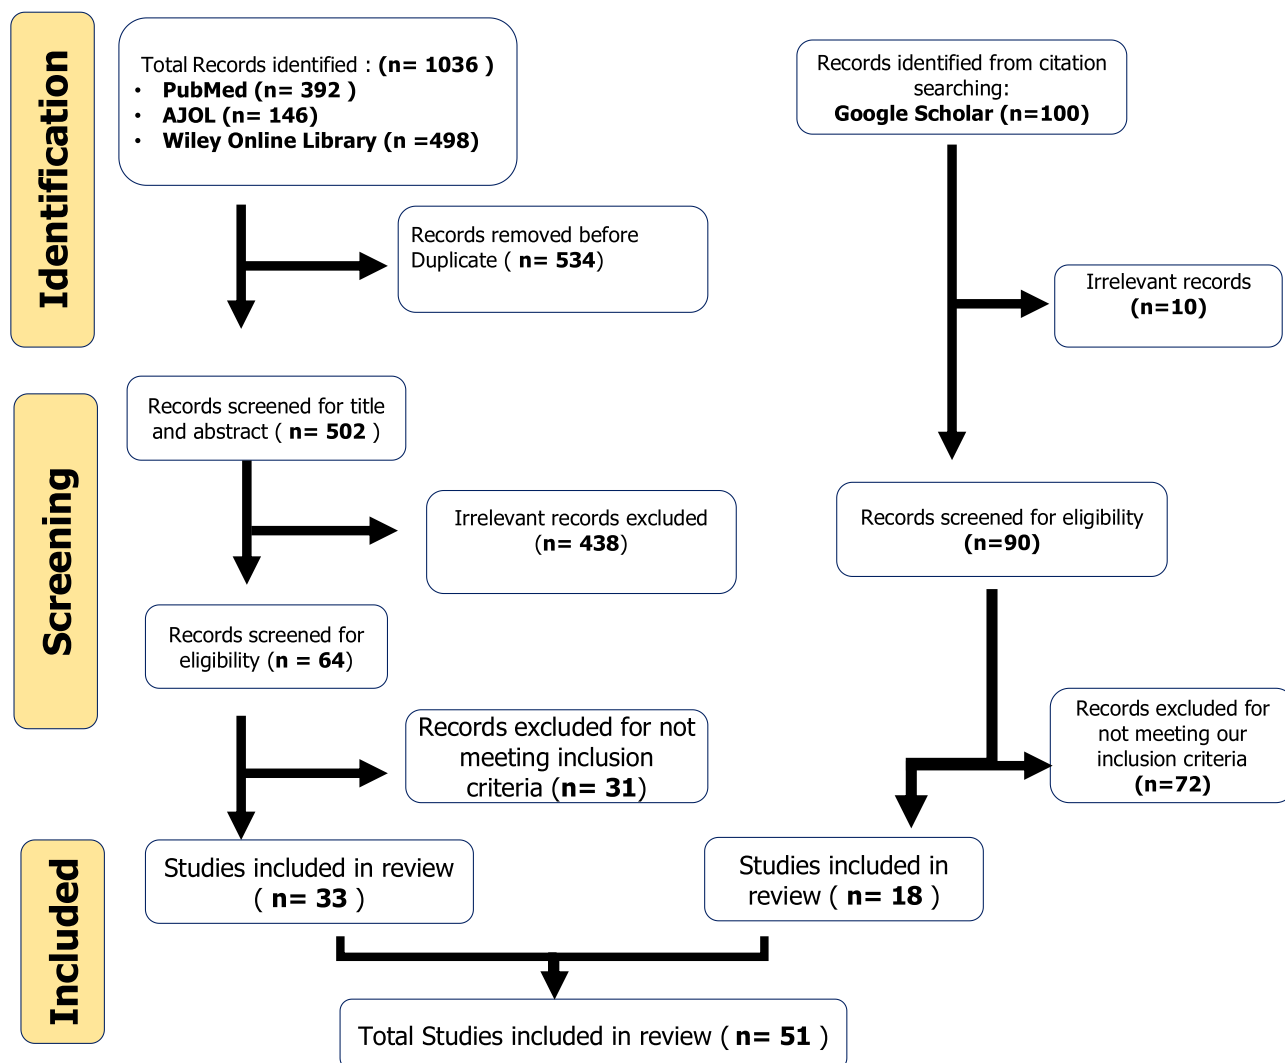 Identification
Total Records identified : (n= 1036 )
• PubMed (n= 392 )
• AJOL (n= 146)
• Wiley Online Library (n =498)
Records removed before
Duplicate ( n= 534)
Records identified from citation
searching:
Google Scholar (n=100)
Irrelevant records
(n=10)
Screening
Records screened for title
and abstract ( n= 502 )
Irrelevant records excluded
(n= 438)
Records screened for
eligibility (n = 64)
Records excluded for not
meeting inclusion
criteria (n= 31)
Records screened for eligibility
(n=90)
Records excluded for
not meeting our
inclusion criteria
(n=72)
Included
Studies included in review
( n= 33 )
Studies included in
review ( n= 18 )
Total Studies included in review ( n= 51 )